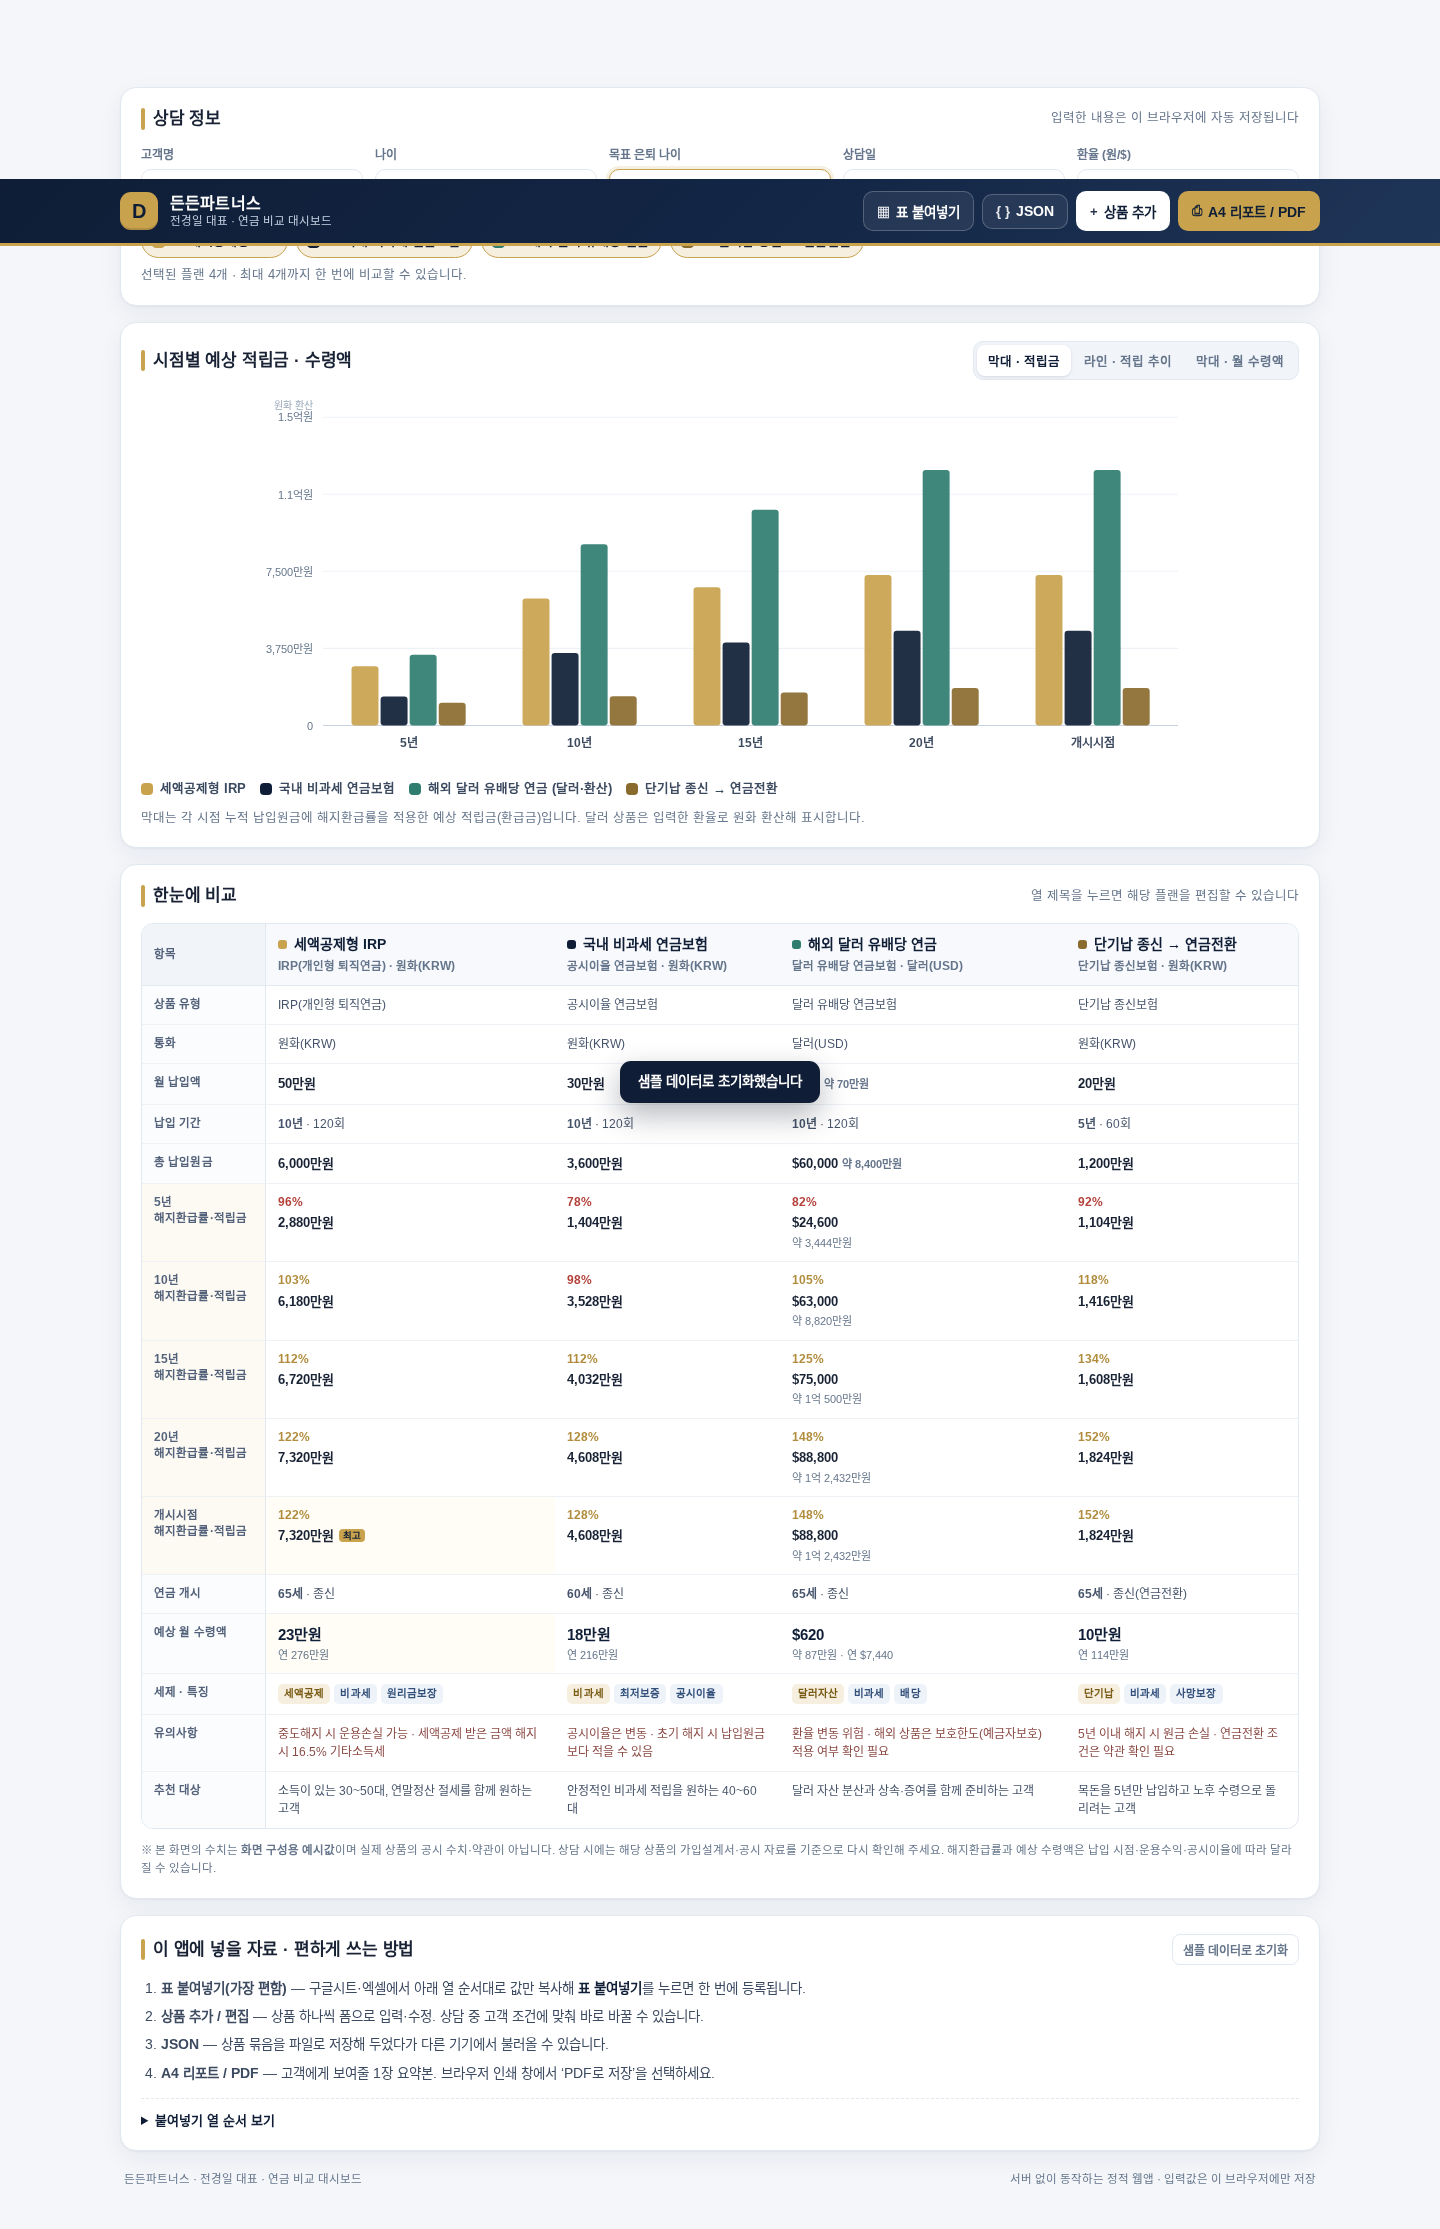 상담 정보
입력한 내용은 이 브라우저에 자동 저장됩니다
고객명 나이 목표 은퇴 나이 상담일 환율 (원/$)
D
든든파트너스
전경일 대표 · 연금 비교 대시보드
▦ 표 붙여넣기 { } JSON + 상품 추가 ⎙ A4 리포트 / PDF
선택된 플랜 4개 · 최대 4개까지 한 번에 비교할 수 있습니다.
시점별 예상 적립금 · 수령액
막대 · 적립금 라인 · 적립 추이 막대 · 월 수령액
원화 환산
1.5억원
1.1억원
7,500만원
3,750만원
0
5년 10년 15년 20년 개시시점
세액공제형 IRP 국내 비과세 연금보험 해외 달러 유배당 연금 (달러·환산) 단기납 종신 → 연금전환
막대는 각 시점 누적 납입원금에 해지환급률을 적용한 예상 적립금(환급금)입니다. 달러 상품은 입력한 환율로 원화 환산해 표시합니다.
한눈에 비교
열 제목을 누르면 해당 플랜을 편집할 수 있습니다
항목 세액공제형 IRP 국내 비과세 연금보험 해외 달러 유배당 연금 단기납 종신 → 연금전환
IRP(개인형 퇴직연금) · 원화(KRW) 공시이율 연금보험 · 원화(KRW) 달러 유배당 연금보험 · 달러(USD) 단기납 종신보험 · 원화(KRW)
상품 유형 IRP(개인형 퇴직연금) 공시이율 연금보험 달러 유배당 연금보험 단기납 종신보험
통화 원화(KRW) 원화(KRW) 달러(USD) 원화(KRW)
월 납입액 50만원 30만원 약 70만원 20만원
샘플 데이터로 초기화했습니다
납입 기간 10년 · 120회 10년 · 120회 10년 · 120회 5년 · 60회
총 납입원금 6,000만원 3,600만원 $60,000 약 8,400만원 1,200만원
5년 96% 78% 82% 92%
해지환급률·적립금 2,880만원 1,404만원 $24,600 1,104만원
약 3,444만원
10년 103% 98% 105% 118%
해지환급률·적립금 6,180만원 3,528만원 $63,000 1,416만원
약 8,820만원
15년 112% 112% 125% 134%
해지환급률·적립금 6,720만원 4,032만원 $75,000 1,608만원
약 1억 500만원
20년 122% 128% 148% 152%
해지환급률·적립금 7,320만원 4,608만원 $88,800 1,824만원
약 1억 2,432만원
개시시점 122% 128% 148% 152%
해지환급률·적립금 7,320만원 최고 4,608만원 $88,800 1,824만원
약 1억 2,432만원
연금 개시 65세 · 종신 60세 · 종신 65세 · 종신 65세 · 종신(연금전환)
예상 월 수령액 23만원 18만원 $620 10만원
연 276만원 연 216만원 약 87만원 · 연 $7,440 연 114만원
세제 · 특징 세액공제 비과세 원리금보장 비과세 최저보증 공시이율 달러자산 비과세 배당 단기납 비과세 사망보장
유의사항 중도해지 시 운용손실 가능 · 세액공제 받은 금액 해지 공시이율은 변동 · 초기 해지 시 납입원금 환율 변동 위험 · 해외 상품은 보호한도(예금자보호) 5년 이내 해지 시 원금 손실 · 연금전환 조
시 16.5% 기타소득세 보다 적을 수 있음 적용 여부 확인 필요 건은 약관 확인 필요
추천 대상 소득이 있는 30~50대, 연말정산 절세를 함께 원하는 안정적인 비과세 적립을 원하는 40~60 달러 자산 분산과 상속·증여를 함께 준비하는 고객 목돈을 5년만 납입하고 노후 수령으로 돌
고객 대 리려는 고객
※ 본 화면의 수치는 화면 구성용 예시값이며 실제 상품의 공시 수치·약관이 아닙니다. 상담 시에는 해당 상품의 가입설계서·공시 자료를 기준으로 다시 확인해 주세요. 해지환급률과 예상 수령액은 납입 시점·운용수익·공시이율에 따라 달라
질 수 있습니다.
이 앱에 넣을 자료 · 편하게 쓰는 방법
샘플 데이터로 초기화
1. 표 붙여넣기(가장 편함) — 구글시트·엑셀에서 아래 열 순서대로 값만 복사해 표 붙여넣기를 누르면 한 번에 등록됩니다.
2. 상품 추가 / 편집 — 상품 하나씩 폼으로 입력·수정. 상담 중 고객 조건에 맞춰 바로 바꿀 수 있습니다.
3. JSON — 상품 묶음을 파일로 저장해 두었다가 다른 기기에서 불러올 수 있습니다.
4. A4 리포트 / PDF — 고객에게 보여줄 1장 요약본. 브라우저 인쇄 창에서 ‘PDF로 저장’을 선택하세요.
▶ 붙여넣기 열 순서 보기
든든파트너스 · 전경일 대표 · 연금 비교 대시보드
서버 없이 동작하는 정적 웹앱 · 입력값은 이 브라우저에만 저장